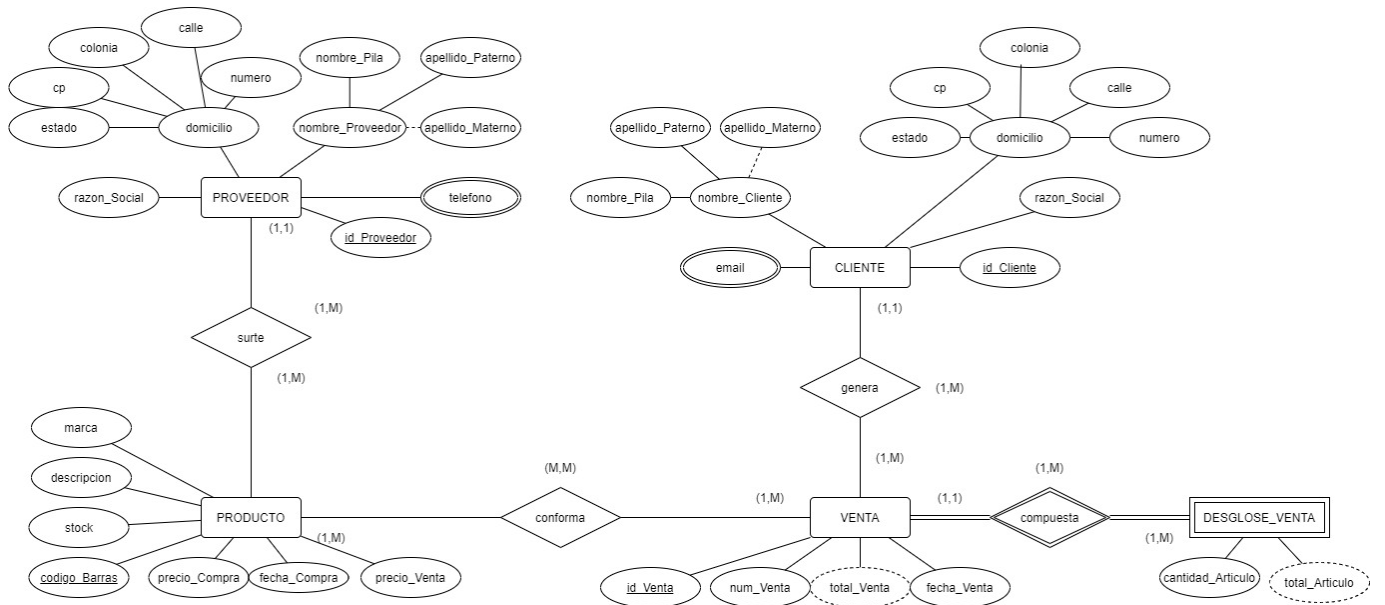 calle
colonia
numero
cp
estado
domicilio
nombre_Pila
apellido_Paterno
nombre_Proveedor
apellido_Materno
razon_Social
PROVEEDOR
telefono
id_Proveedor
(1,1)
(1,M)
surte
(1,M)
colonia
cp
calle
estado
domicilio
numero
apellido_Paterno
apellido_Materno
nombre_Pila
nombre_Cliente
razon_Social
email
CLIENTE
id_Cliente
(1,1)
genera
(1,M)
(1,M)
marca
descripcion
stock
codigo_Barras
PRODUCTO
(1,M)
precio_Compra
fecha_Compra
precio_Venta
(M,M)
conforma
(1,M)
VENTA
(1,1)
id_Venta
num_Venta
total_Venta
fecha_Venta
(1,M)
compuesta
(1,M)
DESGLOSE_VENTA
cantidad_Articulo
total_Articulo